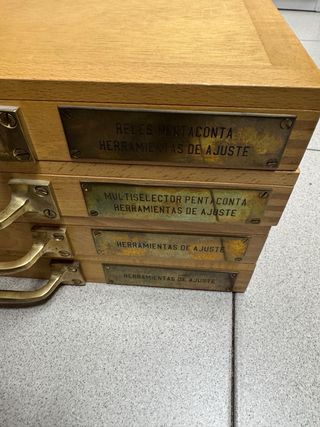 RELES PENTACONTA
HERRAMIENTAS DE AJUSTE
MULTISELECTOR PENTACONTA
HERRAMIENTAS DE AJUSTE
HERRAMIENTAS DE AJUSTE
HERRAMIENTAS DE AJUSTE